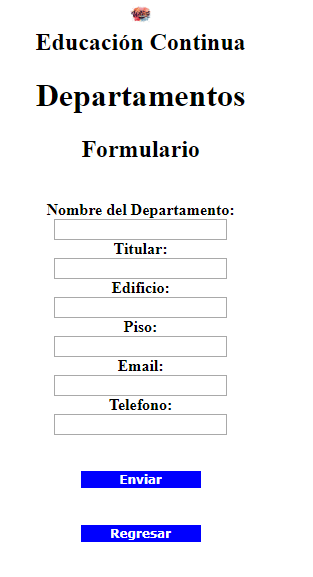 Educación Continua
Departamentos
Formulario
Nombre del Departamento:
Titular:
Edificio:
Piso:
Email:
Telefono:
Enviar
Regresar